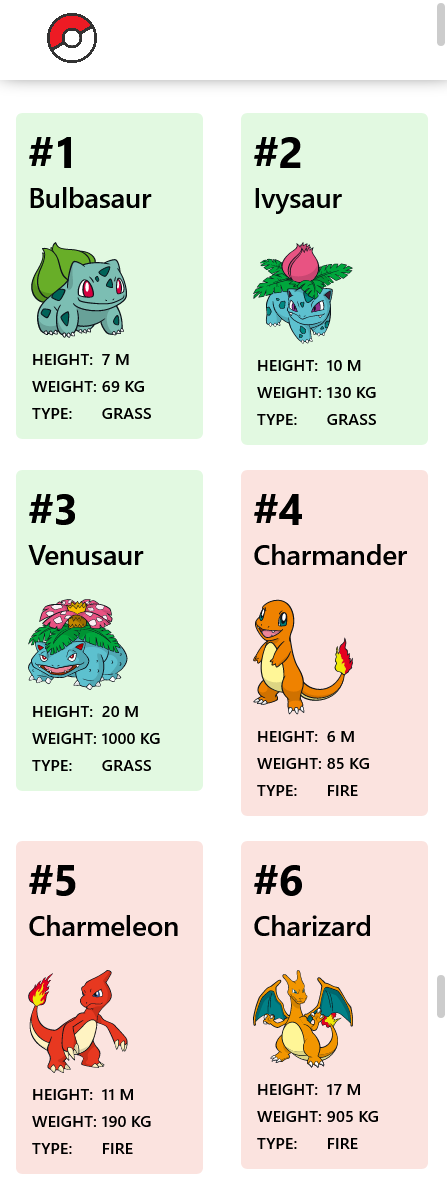 #1
Bulbasaur
HEIGHT: 7 M
WEIGHT: 69 KG
TYPE: GRASS
#2
Ivysaur
HEIGHT: 10 M
WEIGHT: 130 KG
TYPE: GRASS
#3
Venusaur
HEIGHT: 20 M
WEIGHT: 1000 KG
TYPE: GRASS
#4
Charmander
HEIGHT: 6 M
WEIGHT: 85 KG
TYPE: FIRE
#5
Charmeleon
HEIGHT: 11 M
WEIGHT: 190 KG
TYPE: FIRE
#6
Charizard
HEIGHT: 17 M
WEIGHT: 905 KG
TYPE: FIRE